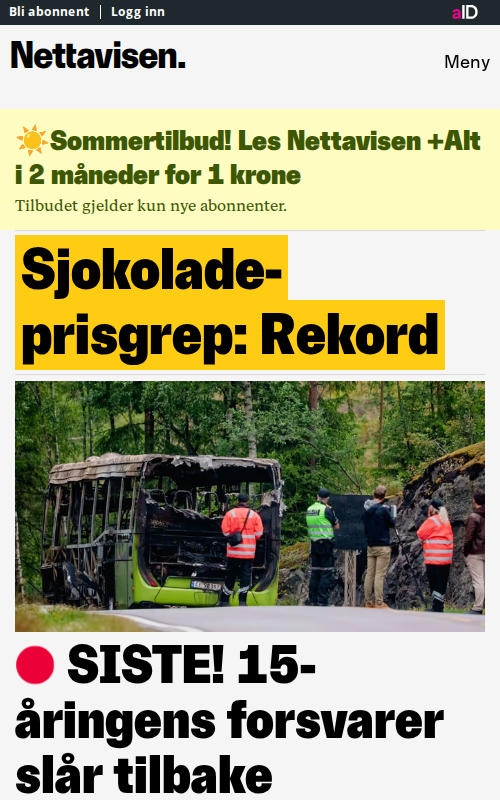 Bli abonnent | Logg inn
aID
Nettavisen.
Meny
☀️Sommertilbud! Les Nettavisen +Alt
i 2 måneder for 1 krone
Tilbudet gjelder kun nye abonnenter.
Sjokolade-
prisgrep: Rekord
🔴 SISTE! 15-
åringens forsvarer
slår tilbake